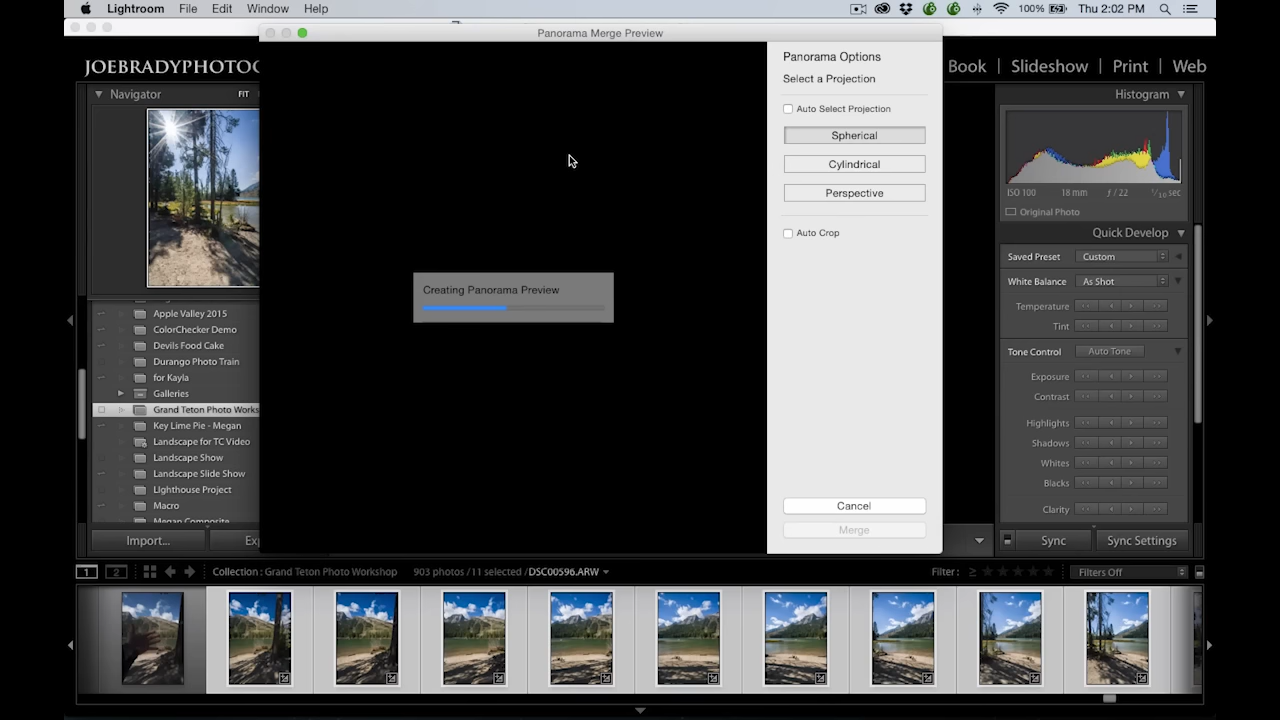 Lightroom File Edit Window Help 100% Thu 2:02 PM
Panorama Merge Preview
JOEBRADYPHOTOG
Book | Slideshow | Print | Web
Navigator FIT
Panorama Options
Select a Projection
Auto Select Projection
Spherical
Cylindrical
Perspective
Auto Crop
Creating Panorama Preview
Cancel
Merge
Histogram
ISO 100 18 mm ƒ / 22 1/10 sec
Original Photo
Quick Develop
Saved Preset Custom
White Balance As Shot
Temperature
Tint
Tone Control Auto Tone
Exposure
Contrast
Highlights
Shadows
Whites
Blacks
Clarity
Apple Valley 2015
ColorChecker Demo
Devils Food Cake
Durango Photo Train
for Kayla
Galleries
Grand Teton Photo Works
Key Lime Pie - Megan
Landscape for TC Video
Landscape Show
Landscape Slide Show
Lighthouse Project
Macro
Megan Composite
Import... Exp
Sync Sync Settings
1 2 Collection : Grand Teton Photo Workshop 903 photos / 11 selected / DSC00596.ARW Filter : ≥ ★★★★★ Filters Off